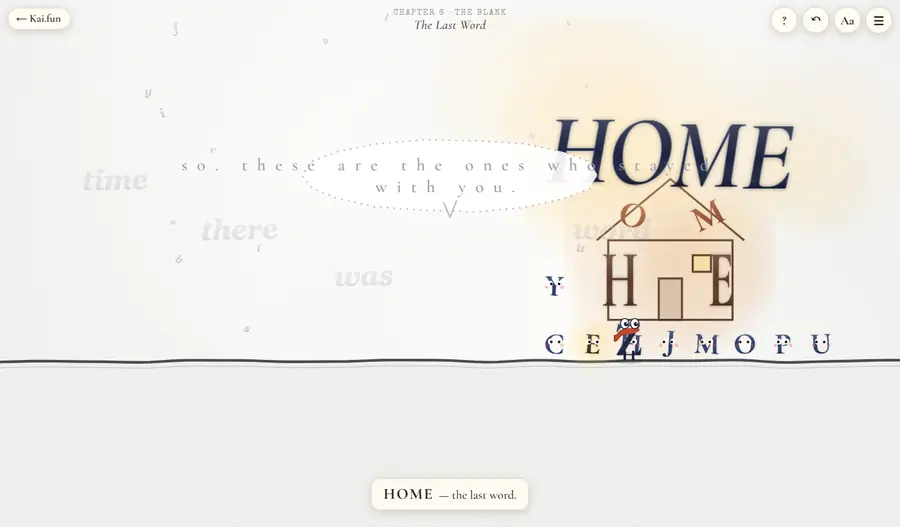 ← Kai.fun
CHAPTER 6 THE BLANK
The Last Word
? Aa
HOME
so. these are the ones who stayed
with you.
time
there
word
was
O M
H E
Y
C E Z J M O P U
y
i
v
c
b
i
u
s
HOME — the last word.